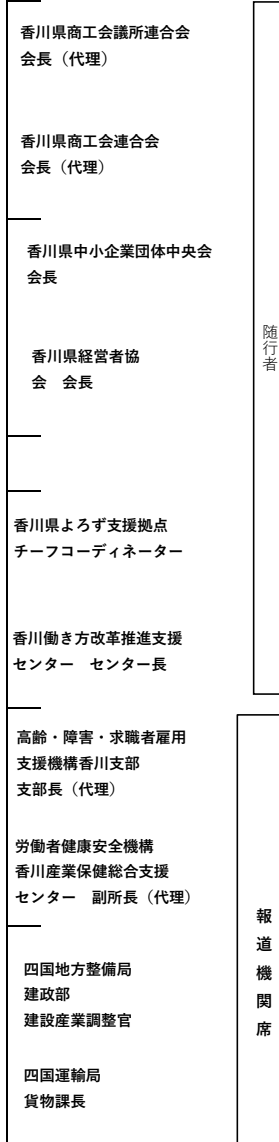 香川県商工会議所連合会
会長（代理）
香川県商工会連合会
会長（代理）
香川県中小企業団体中央会
会長
香川県経営者協
会　会長
香川県よろず支援拠点
チーフコーディネーター
香川働き方改革推進支援
センター　センター長
高齢・障害・求職者雇用
支援機構香川支部
支部長（代理）
労働者健康安全機構
香川産業保健総合支援
センター　副所長（代理）
四国地方整備局
建政部
建設産業調整官
四国運輸局
貨物課長
随行者
報道機関席